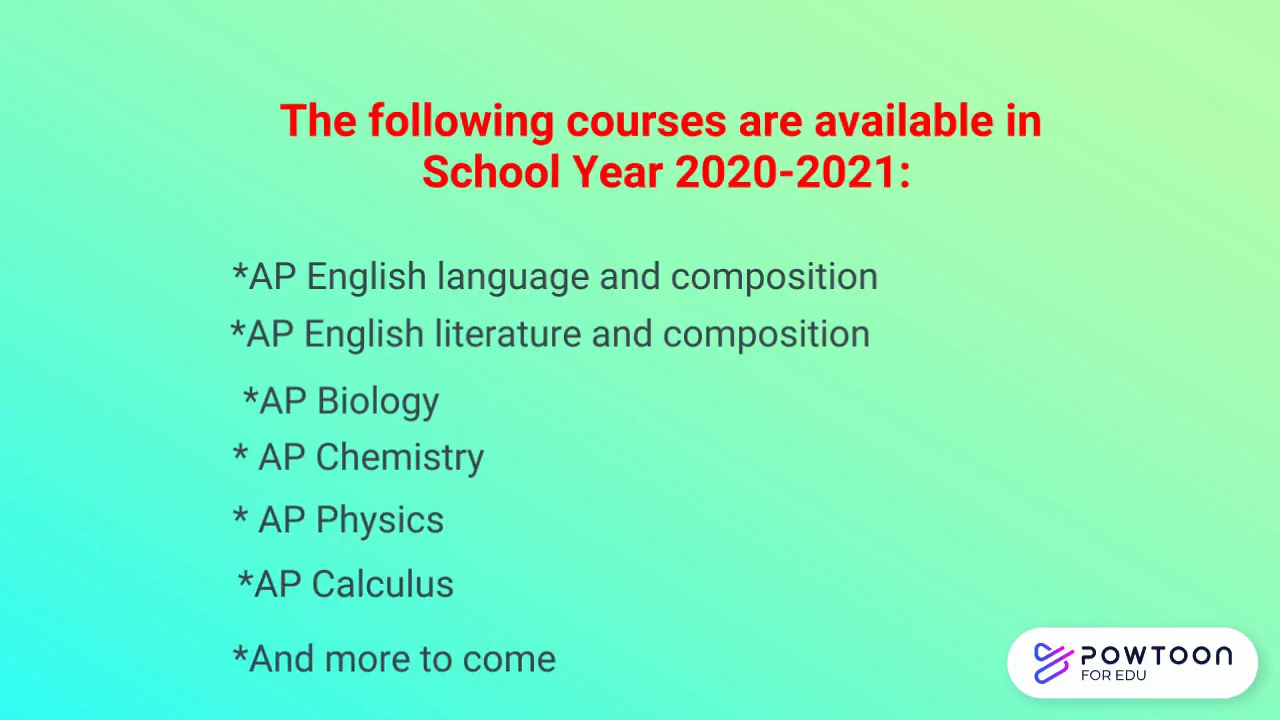 The following courses are available in
School Year 2020-2021:
*AP English language and composition
*AP English literature and composition
*AP Biology
* AP Chemistry
* AP Physics
*AP Calculus
*And more to come
POWTOON
FOR EDU